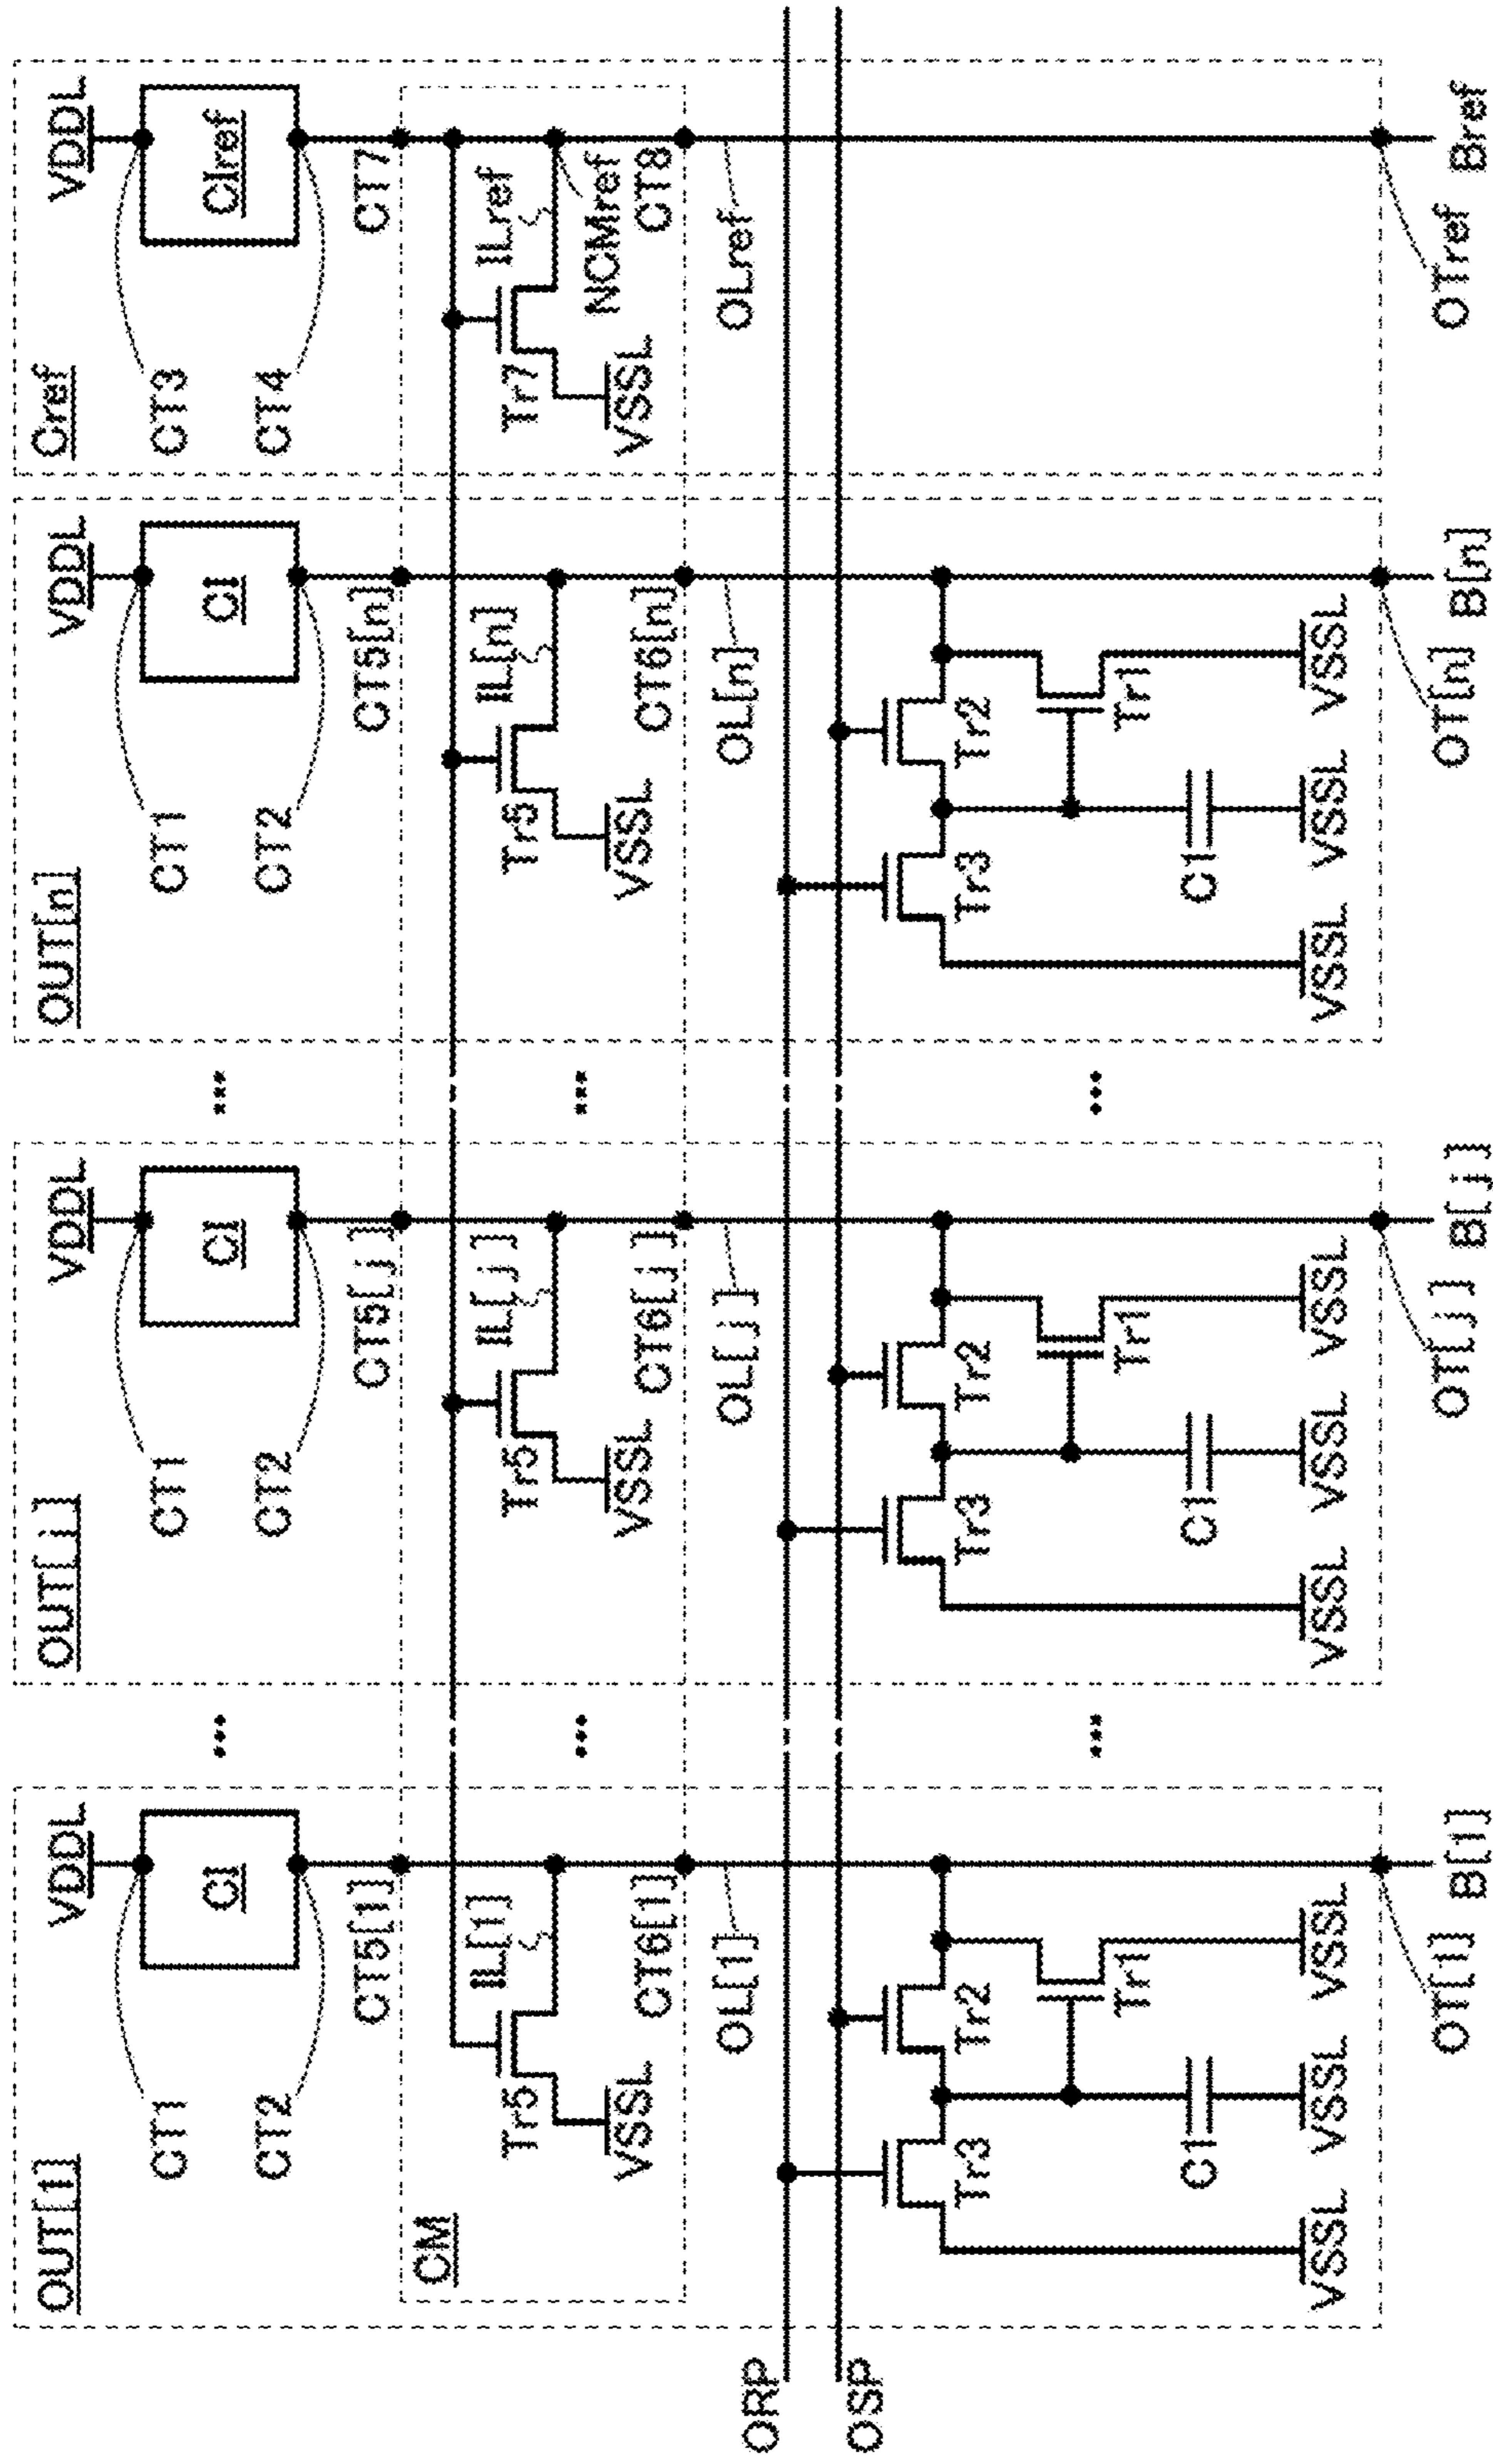 OUT[1]
VDDL
CI
CT1
CT2
CT5[1]
CM
IL[1]
Tr5
VSSL
CT6[1]
OL[1]
ORP
OSP
Tr3
Tr2
Tr1
C1
VSSL
VSSL
VSSL
OT[1]
B[1]
...
...
...
OUT[j]
VDDL
CI
CT1
CT2
CT5[j]
IL[j]
Tr5
VSSL
CT6[j]
OL[j]
Tr3
Tr2
Tr1
C1
VSSL
VSSL
VSSL
OT[j]
B[j]
...
...
...
OUT[n]
VDDL
CI
CT1
CT2
CT5[n]
IL[n]
Tr5
VSSL
CT6[n]
OL[n]
Tr3
Tr2
Tr1
C1
VSSL
VSSL
VSSL
OT[n]
B[n]
Cref
VDDL
CIref
CT3
CT4
CT7
ILref
Tr7
NCMref
VSSL
CT8
OLref
OTref
Bref